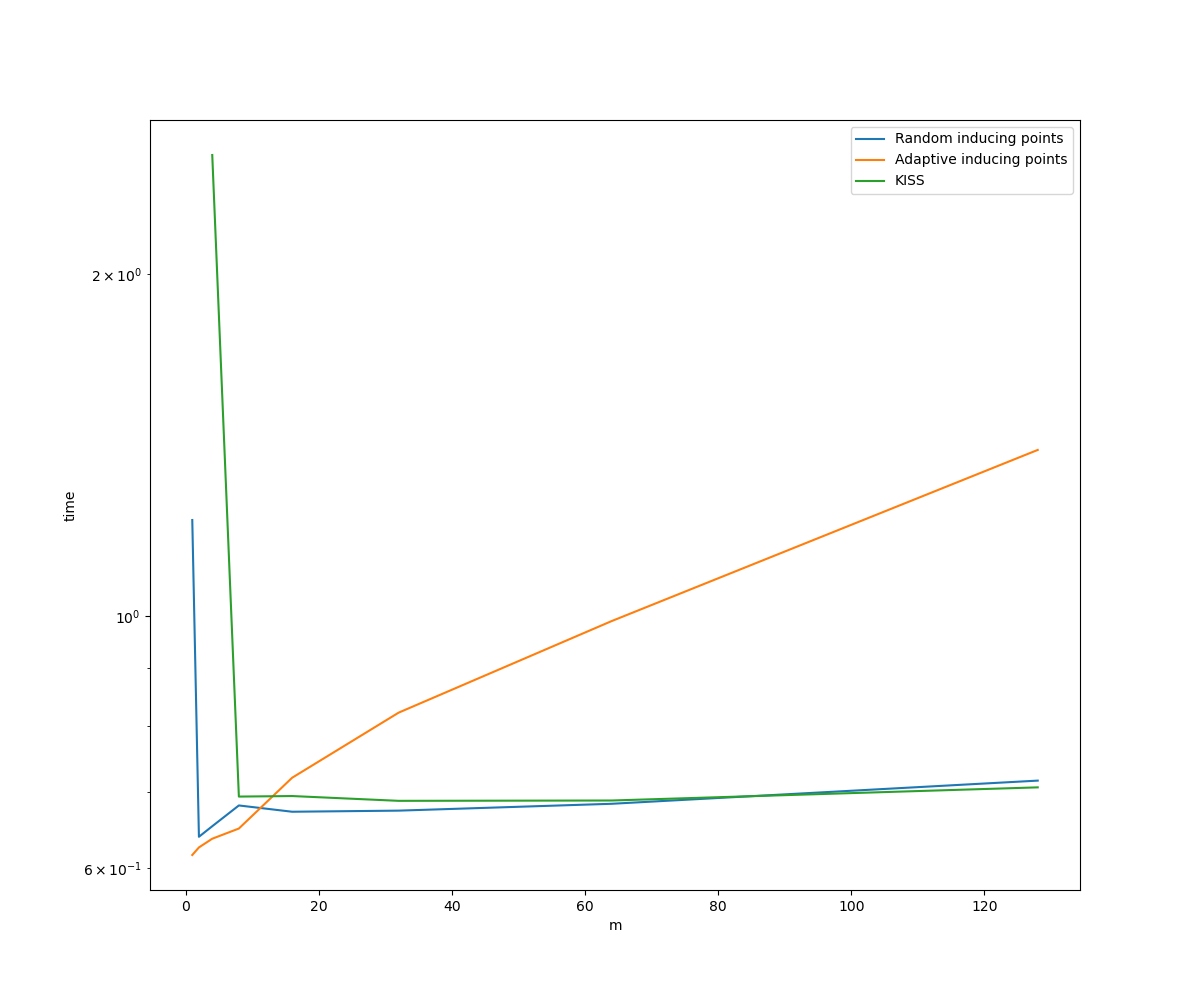 Random inducing points
Adaptive inducing points
KISS
2 × 10⁰
10⁰
6 × 10⁻¹
time
0 20 40 60 80 100 120
m